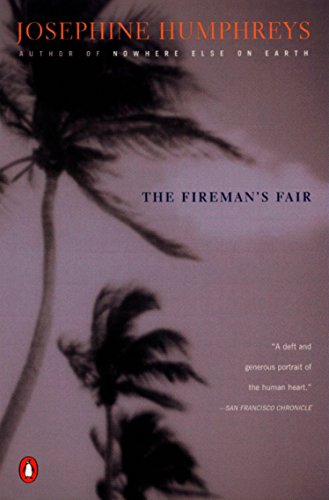 JOSEPHINE HUMPHREYS
AUTHOR OF NOWHERE ELSE ON EARTH
THE FIREMAN'S FAIR
"A deft and
generous portrait of
the human heart."
—SAN FRANCISCO CHRONICLE